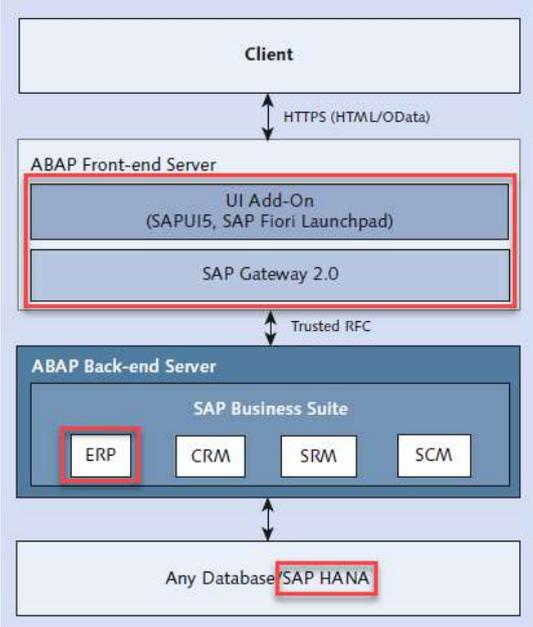 Client
HTTPS (HTML/OData)
ABAP Front-end Server
UI Add-On
(SAPUI5, SAP Fiori Launchpad)
SAP Gateway 2.0
Trusted RFC
ABAP Back-end Server
SAP Business Suite
ERP CRM SRM SCM
Any Database/SAP HANA